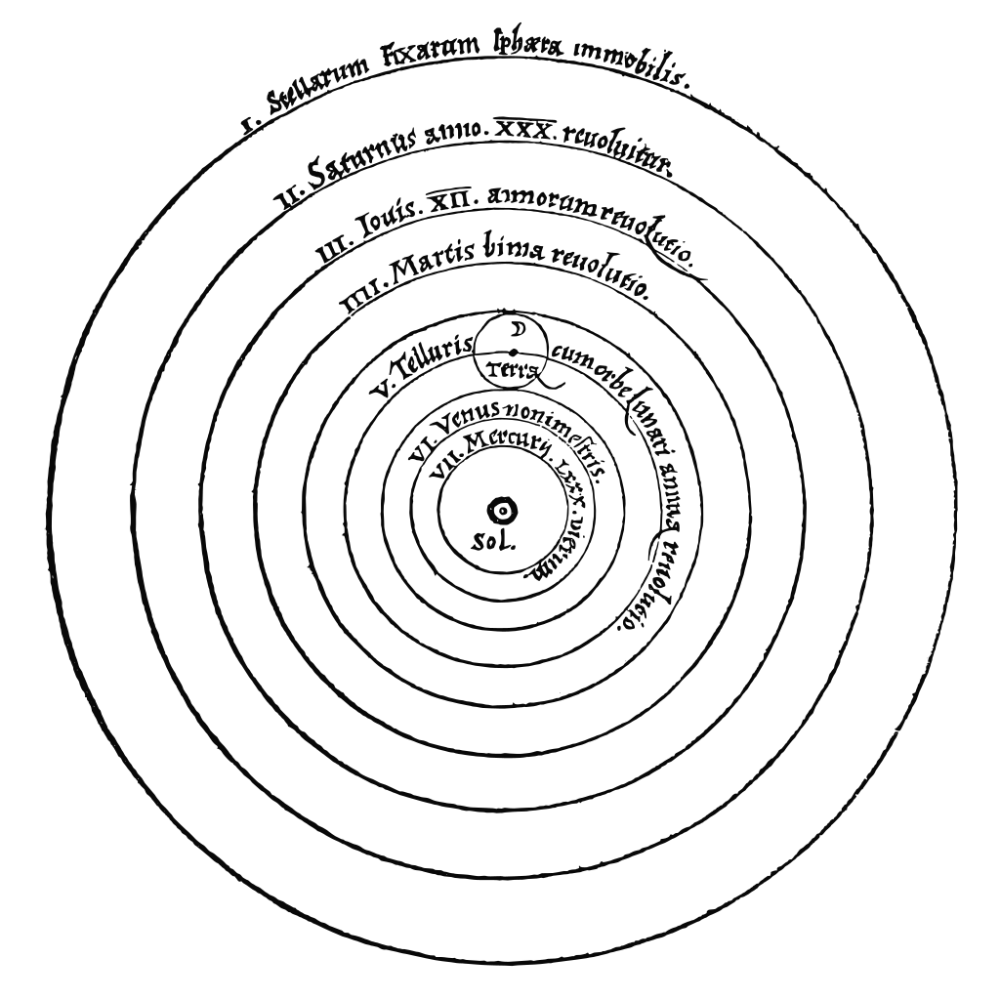 I. Stellarum Fixarum sphæra immobilis.
II. Saturnus anno. XXX. reuoluitur.
III. Iouis. XII. annorum reuolutio.
IIII. Martis bima reuolutio.
V. Telluris cum orbe lunari annua reuolutio.
Terra
VI. Venus nonimestris.
VII. Mercurij. LXXX. dierum.
Sol.